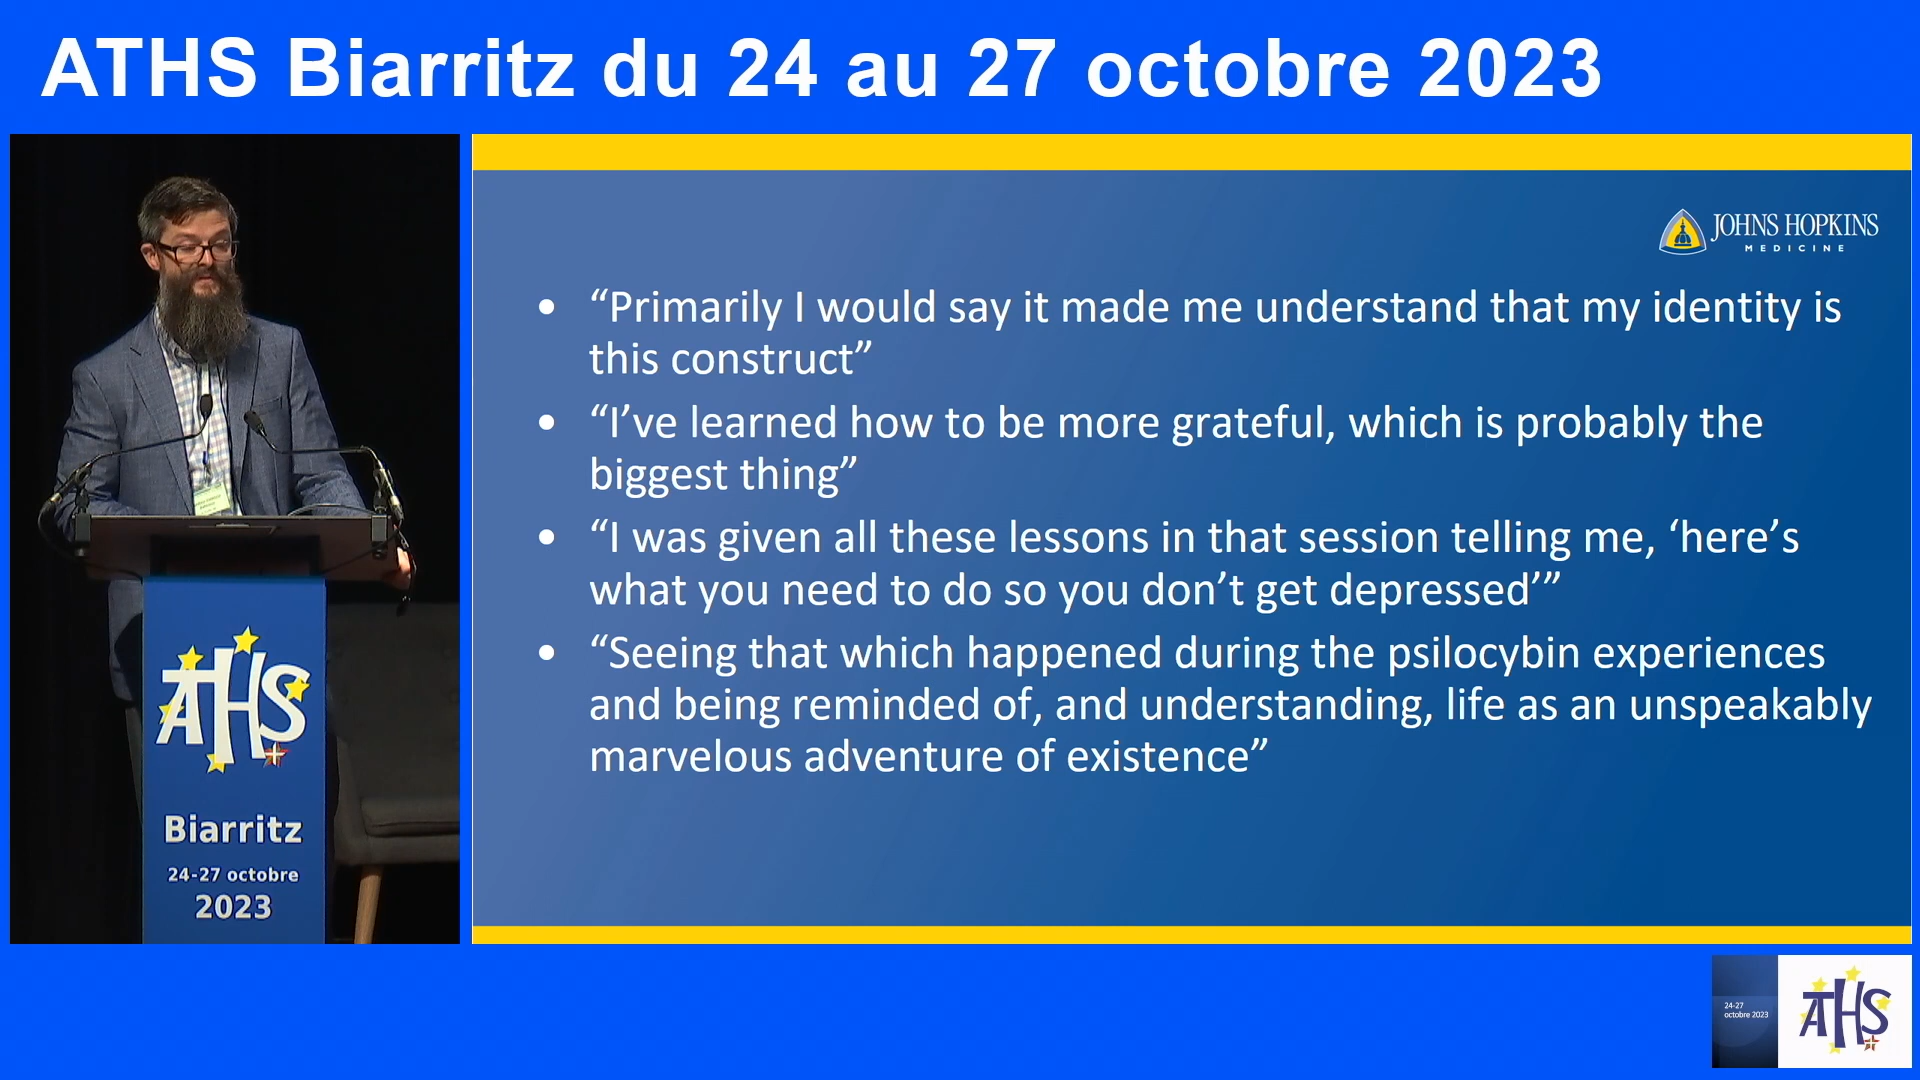 ATHS Biarritz du 24 au 27 octobre 2023
JOHNS HOPKINS
MEDICINE
• “Primarily I would say it made me understand that my identity is
this construct”
• “I’ve learned how to be more grateful, which is probably the
biggest thing”
• “I was given all these lessons in that session telling me, ‘here’s
what you need to do so you don’t get depressed’”
• “Seeing that which happened during the psilocybin experiences
and being reminded of, and understanding, life as an unspeakably
marvelous adventure of existence”
ATHS
Biarritz
24-27 octobre
2023
24-27
octobre 2023
ATHS